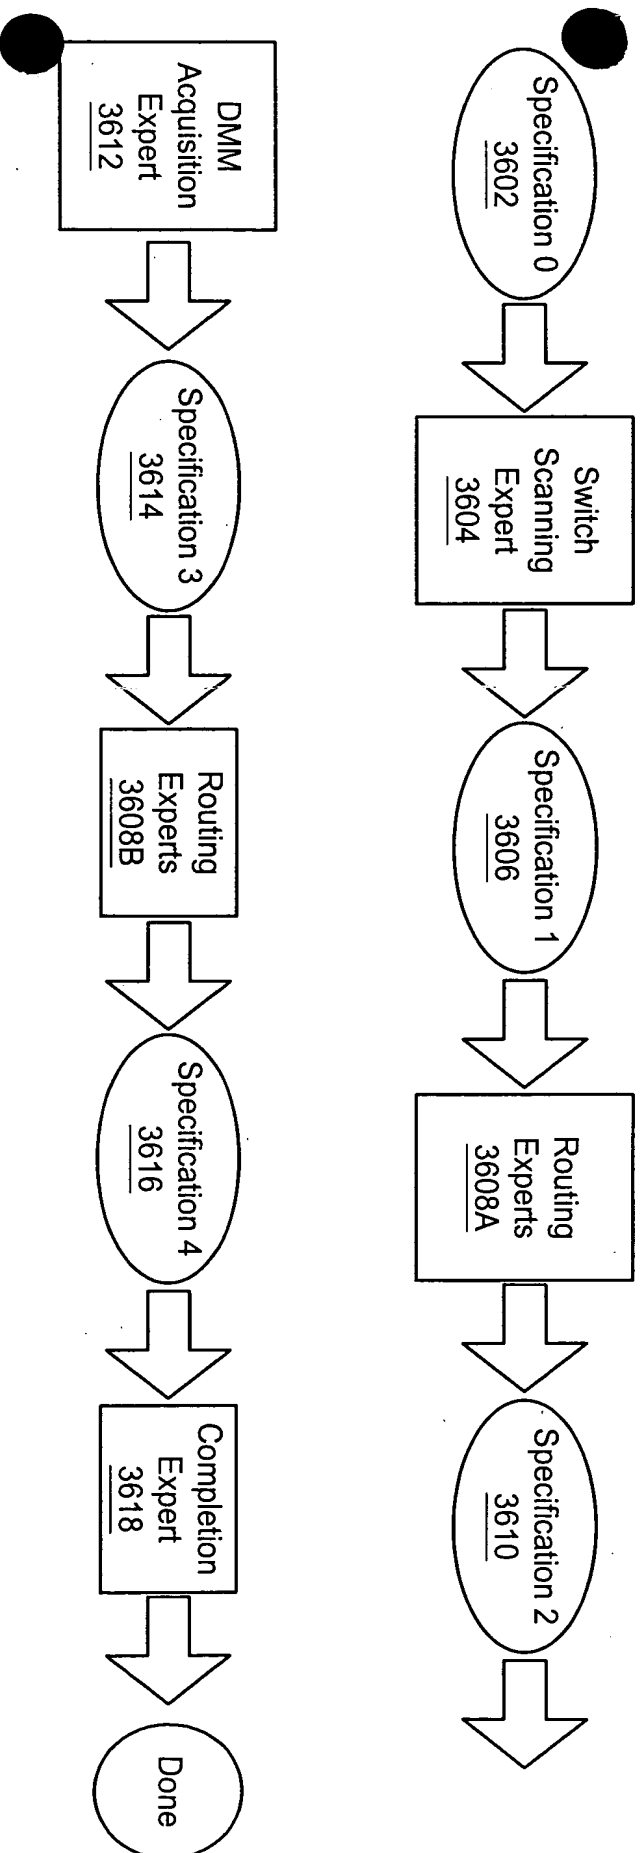 Specification 0
3602
Switch
Scanning
Expert
3604
Specification 1
3606
Routing
Experts
3608A
Specification 2
3610
DMM
Acquisition
Expert
3612
Specification 3
3614
Routing
Experts
3608B
Specification 4
3616
Completion
Expert
3618
Done